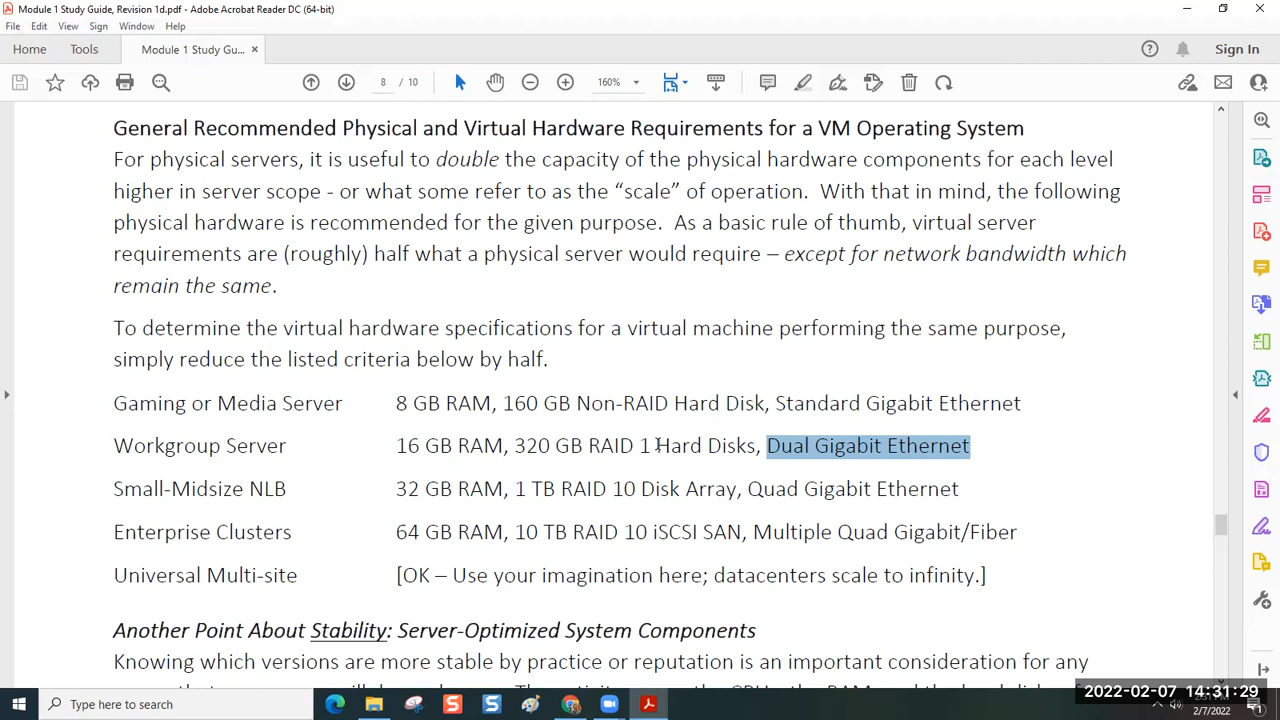 Module 1 Study Guide, Revision 1d.pdf - Adobe Acrobat Reader DC (64-bit)
File Edit View Sign Window Help
Home Tools Module 1 Study Gu... × Sign In
8 / 10 160%
General Recommended Physical and Virtual Hardware Requirements for a VM Operating System
For physical servers, it is useful to double the capacity of the physical hardware components for each level
higher in server scope - or what some refer to as the “scale” of operation. With that in mind, the following
physical hardware is recommended for the given purpose. As a basic rule of thumb, virtual server
requirements are (roughly) half what a physical server would require – except for network bandwidth which
remain the same.
To determine the virtual hardware specifications for a virtual machine performing the same purpose,
simply reduce the listed criteria below by half.
Gaming or Media Server 8 GB RAM, 160 GB Non-RAID Hard Disk, Standard Gigabit Ethernet
Workgroup Server 16 GB RAM, 320 GB RAID 1 Hard Disks, Dual Gigabit Ethernet
Small-Midsize NLB 32 GB RAM, 1 TB RAID 10 Disk Array, Quad Gigabit Ethernet
Enterprise Clusters 64 GB RAM, 10 TB RAID 10 iSCSI SAN, Multiple Quad Gigabit/Fiber
Universal Multi-site [OK – Use your imagination here; datacenters scale to infinity.]
Another Point About Stability: Server-Optimized System Components
Knowing which versions are more stable by practice or reputation is an important consideration for any
Type here to search
2022-02-07 14:31:29
2/7/2022